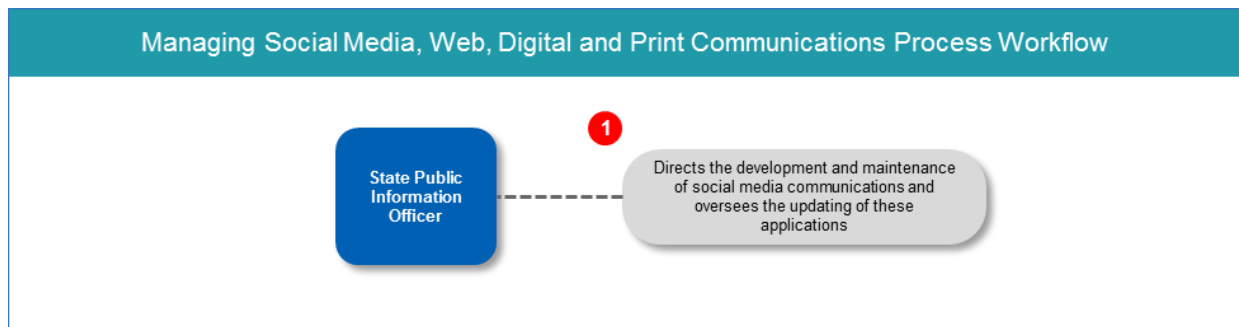 Managing Social Media, Web, Digital and Print Communications Process Workflow
1
State Public
Information
Officer
Directs the development and maintenance
of social media communications and
oversees the updating of these
applications